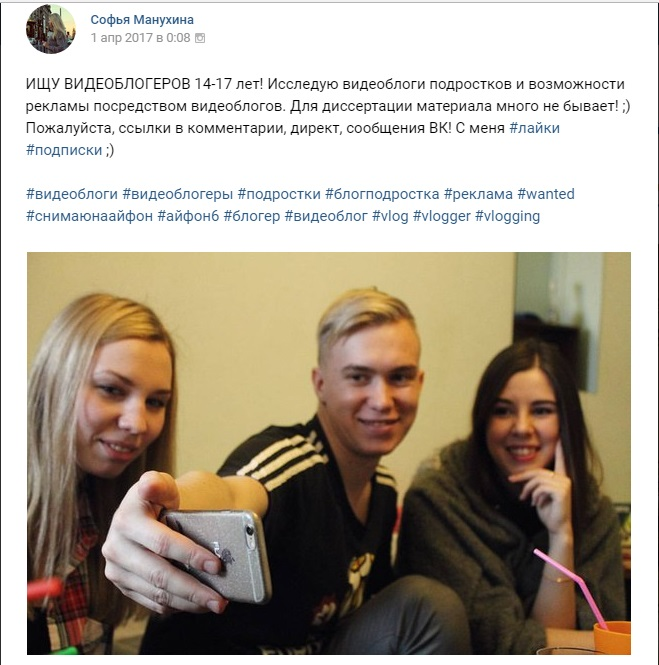 Софья Манухина
1 апр 2017 в 0:08
ИЩУ ВИДЕОБЛОГЕРОВ 14-17 лет! Исследую видеоблоги подростков и возможности
рекламы посредством видеоблогов. Для диссертации материала много не бывает! ;)
Пожалуйста, ссылки в комментарии, директ, сообщения ВК! С меня #лайки
#подписки ;)
#видеоблоги #видеоблогеры #подростки #блогподростка #реклама #wanted
#снимаюнаайфон #айфон6 #блогер #видеоблог #vlog #vlogger #vlogging